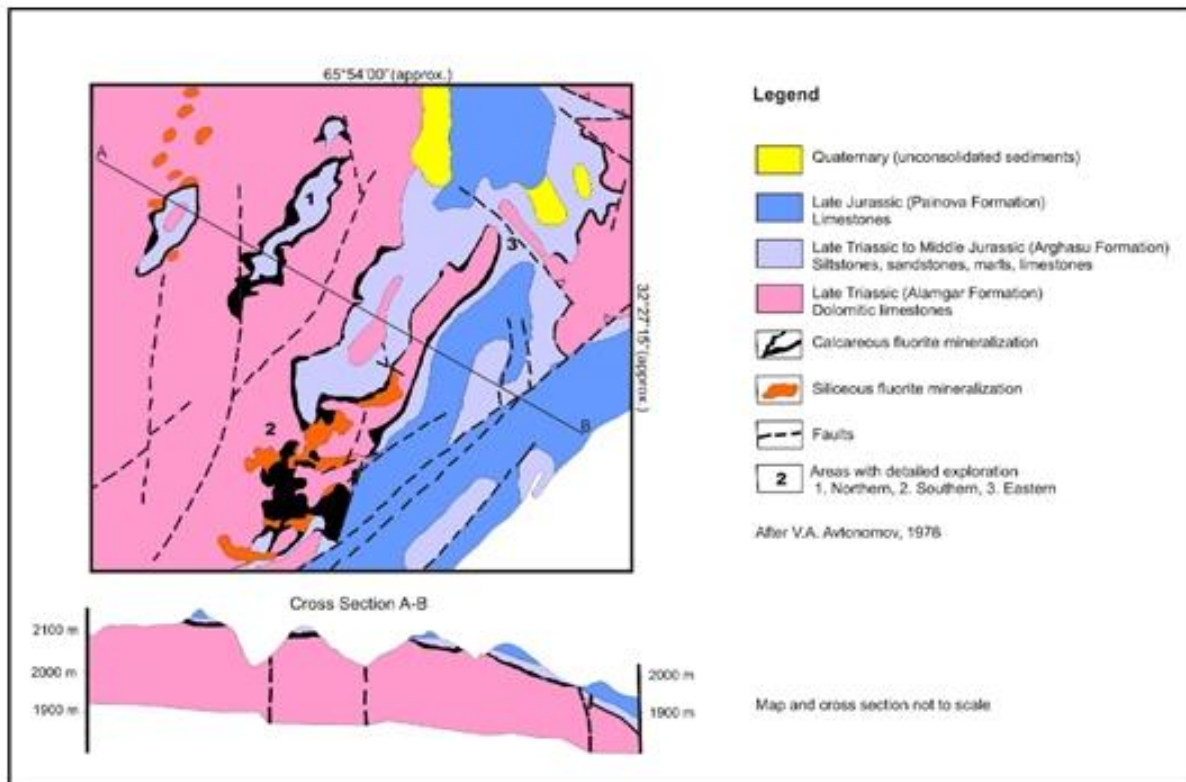 65°54'00"(approx.)
A
1
3
2
B
32°27'15"(approx.)
Legend
Quaternary (unconsolidated sediments)
Late Jurassic (Painova Formation)
Limestones
Late Triassic to Middle Jurassic (Arghasu Formation)
Siltstones, sandstones, marls, limestones
Late Triassic (Alamgar Formation)
Dolomitic limestones
Calcareous fluorite mineralization
Siliceous fluorite mineralization
Faults
2
Areas with detailed exploration
1. Northern, 2. Southern, 3. Eastern
After V.A. Avtonomov, 1976
Cross Section A-B
2100 m
2000 m
1900 m
2000 m
1900 m
Map and cross section not to scale